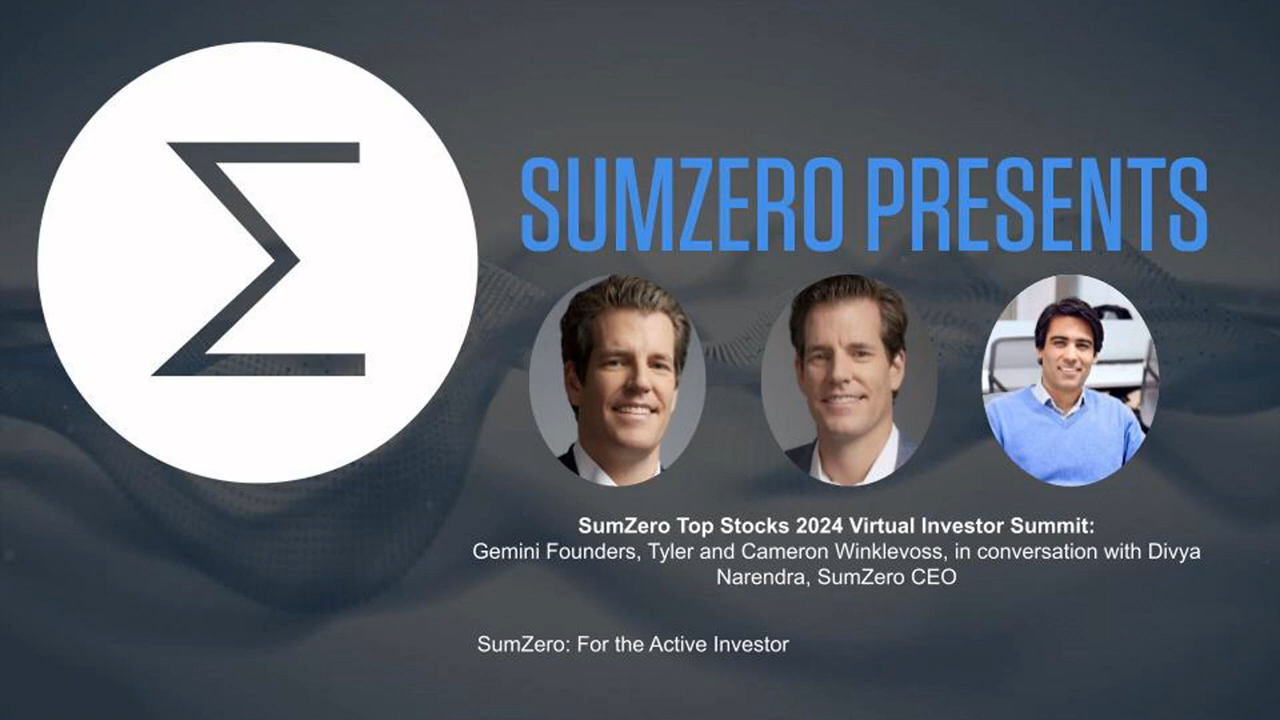 SUMZERO PRESENTS
SumZero Top Stocks 2024 Virtual Investor Summit:
Gemini Founders, Tyler and Cameron Winklevoss, in conversation with Divya
Narendra, SumZero CEO
SumZero: For the Active Investor